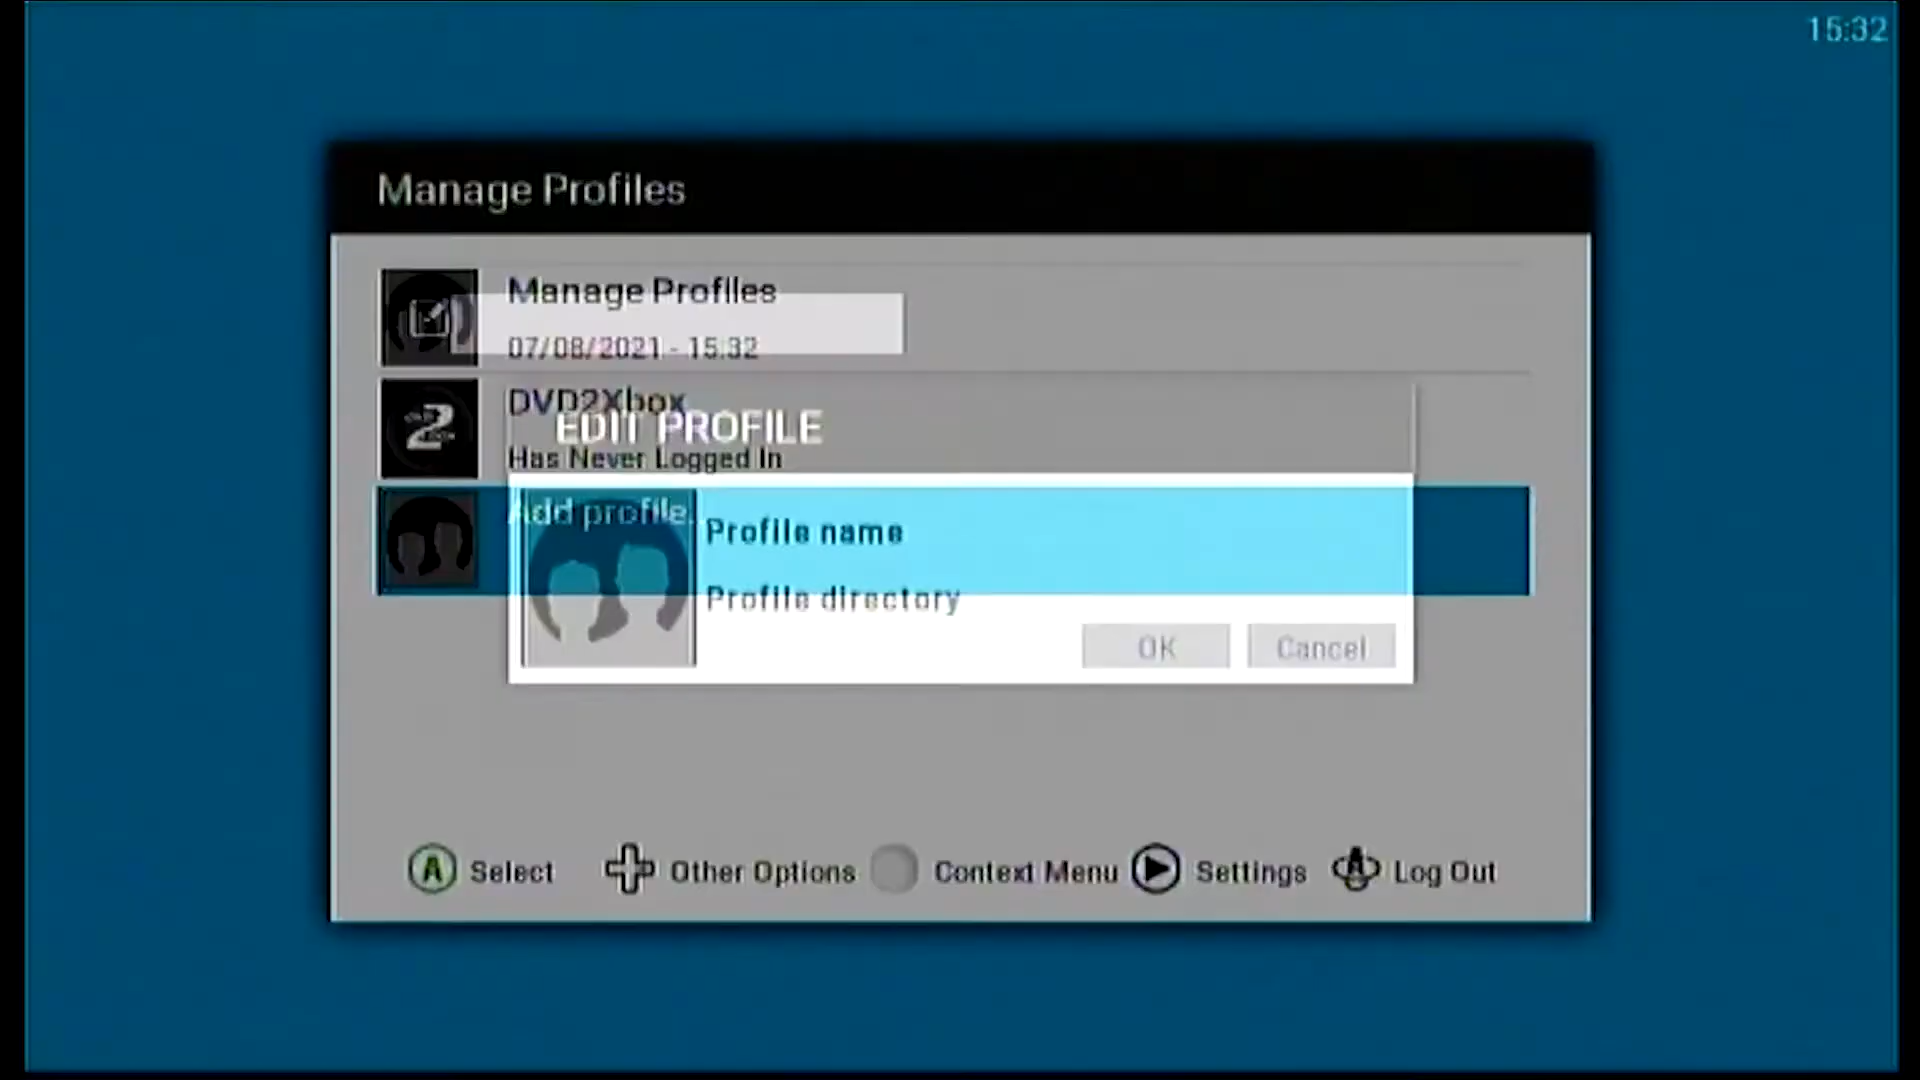 15:32
Manage Profiles
Manage Profiles
07/08/2021 - 15:32
DVD2Xbox
EDIT PROFILE
Has Never Logged In
Add profile.
Profile name
Profile directory
OK Cancel
A Select Other Options Context Menu Settings Log Out